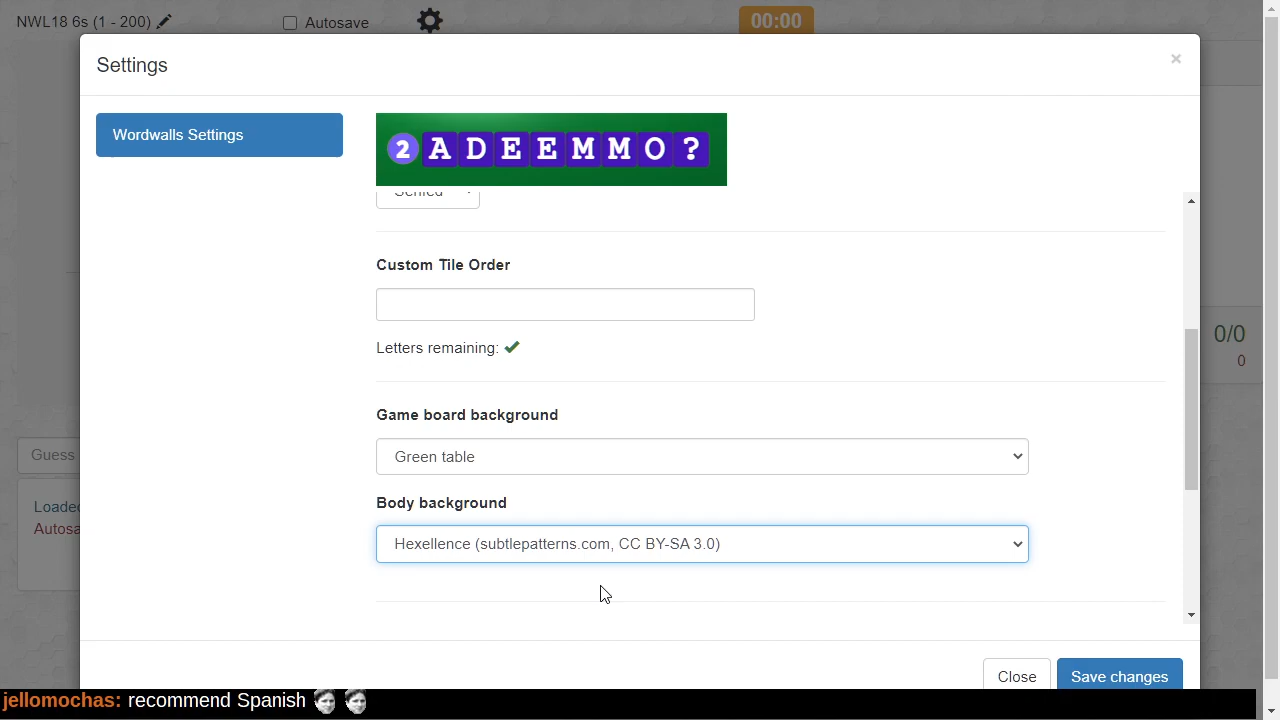 NWL18 6s (1 - 200)
Autosave
00:00
Settings
×
Wordwalls Settings
2 A D E E M M O ?
Custom Tile Order
Letters remaining:
0/0
0
Game board background
Green table
Guess
Body background
Loade
Autosa
Hexellence (subtlepatterns.com, CC BY-SA 3.0)
Close
Save changes
jellomochas: recommend Spanish